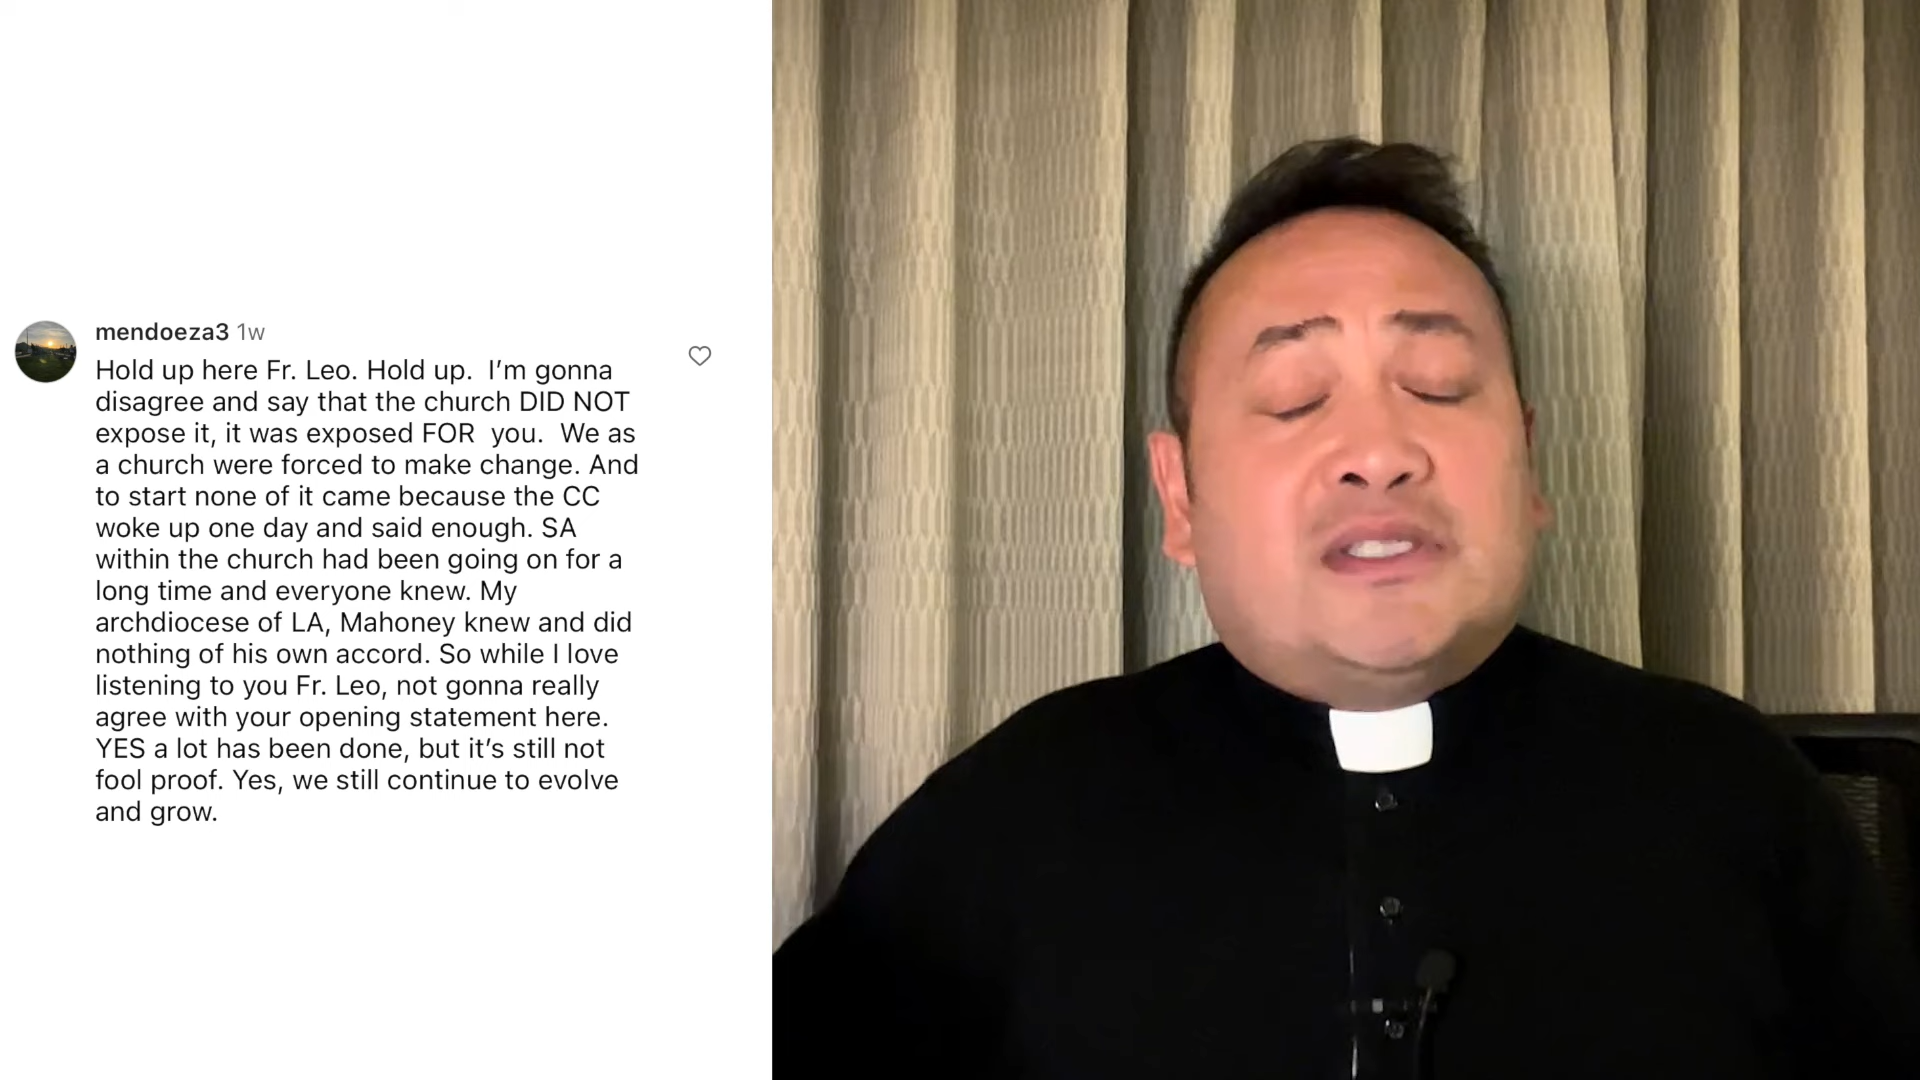 mendoeza3 1w
Hold up here Fr. Leo. Hold up.  I’m gonna
disagree and say that the church DID NOT
expose it, it was exposed FOR  you.  We as
a church were forced to make change. And
to start none of it came because the CC
woke up one day and said enough. SA
within the church had been going on for a
long time and everyone knew. My
archdiocese of LA, Mahoney knew and did
nothing of his own accord. So while I love
listening to you Fr. Leo, not gonna really
agree with your opening statement here.
YES a lot has been done, but it’s still not
fool proof. Yes, we still continue to evolve
and grow.